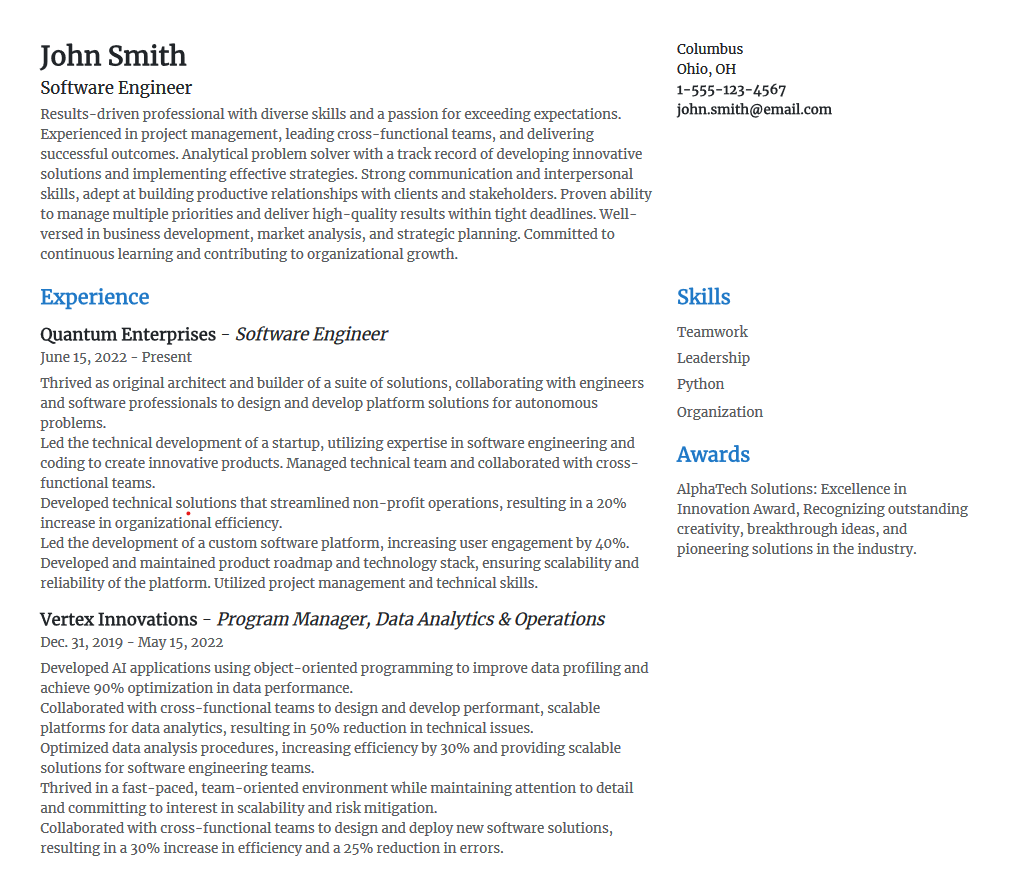 John Smith
Software Engineer
Results-driven professional with diverse skills and a passion for exceeding expectations.
Experienced in project management, leading cross-functional teams, and delivering
successful outcomes. Analytical problem solver with a track record of developing innovative
solutions and implementing effective strategies. Strong communication and interpersonal
skills, adept at building productive relationships with clients and stakeholders. Proven ability
to manage multiple priorities and deliver high-quality results within tight deadlines. Well-
versed in business development, market analysis, and strategic planning. Committed to
continuous learning and contributing to organizational growth.
Columbus
Ohio, OH
1-555-123-4567
john.smith@email.com
Experience
Quantum Enterprises - Software Engineer
June 15, 2022 - Present
Thrived as original architect and builder of a suite of solutions, collaborating with engineers
and software professionals to design and develop platform solutions for autonomous
problems.
Led the technical development of a startup, utilizing expertise in software engineering and
coding to create innovative products. Managed technical team and collaborated with cross-
functional teams.
Developed technical solutions that streamlined non-profit operations, resulting in a 20%
increase in organizational efficiency.
Led the development of a custom software platform, increasing user engagement by 40%.
Developed and maintained product roadmap and technology stack, ensuring scalability and
reliability of the platform. Utilized project management and technical skills.
Vertex Innovations - Program Manager, Data Analytics & Operations
Dec. 31, 2019 - May 15, 2022
Developed AI applications using object-oriented programming to improve data profiling and
achieve 90% optimization in data performance.
Collaborated with cross-functional teams to design and develop performant, scalable
platforms for data analytics, resulting in 50% reduction in technical issues.
Optimized data analysis procedures, increasing efficiency by 30% and providing scalable
solutions for software engineering teams.
Thrived in a fast-paced, team-oriented environment while maintaining attention to detail
and committing to interest in scalability and risk mitigation.
Collaborated with cross-functional teams to design and deploy new software solutions,
resulting in a 30% increase in efficiency and a 25% reduction in errors.
Skills
Teamwork
Leadership
Python
Organization
Awards
AlphaTech Solutions: Excellence in
Innovation Award, Recognizing outstanding
creativity, breakthrough ideas, and
pioneering solutions in the industry.